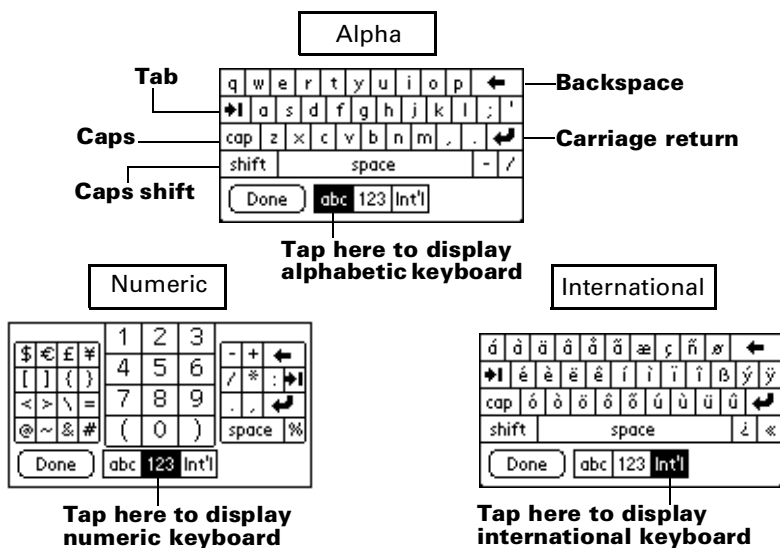 Alpha
Tab
q w e r t y u i o p
Backspace
a s d f g h j k l ; '
Caps
cap z x c v b n m , .
Carriage return
shift space - /
Caps shift
Done abc 123 Int'l
Tap here to display
alphabetic keyboard
Numeric
1 2 3
$ € £ ¥ - +
4 5 6
[ ] { } / * :
7 8 9
< > \ = . ,
( 0 )
@ ~ & # space %
Done abc 123 Int'l
Tap here to display
numeric keyboard
International
á à ä â å ã æ ç ñ ø
é è ë ê í ì ï î ß ý ÿ
cap ó ò ö ô õ ú ù ü û
shift space ¿ «
Done abc 123 Int'l
Tap here to display
international keyboard